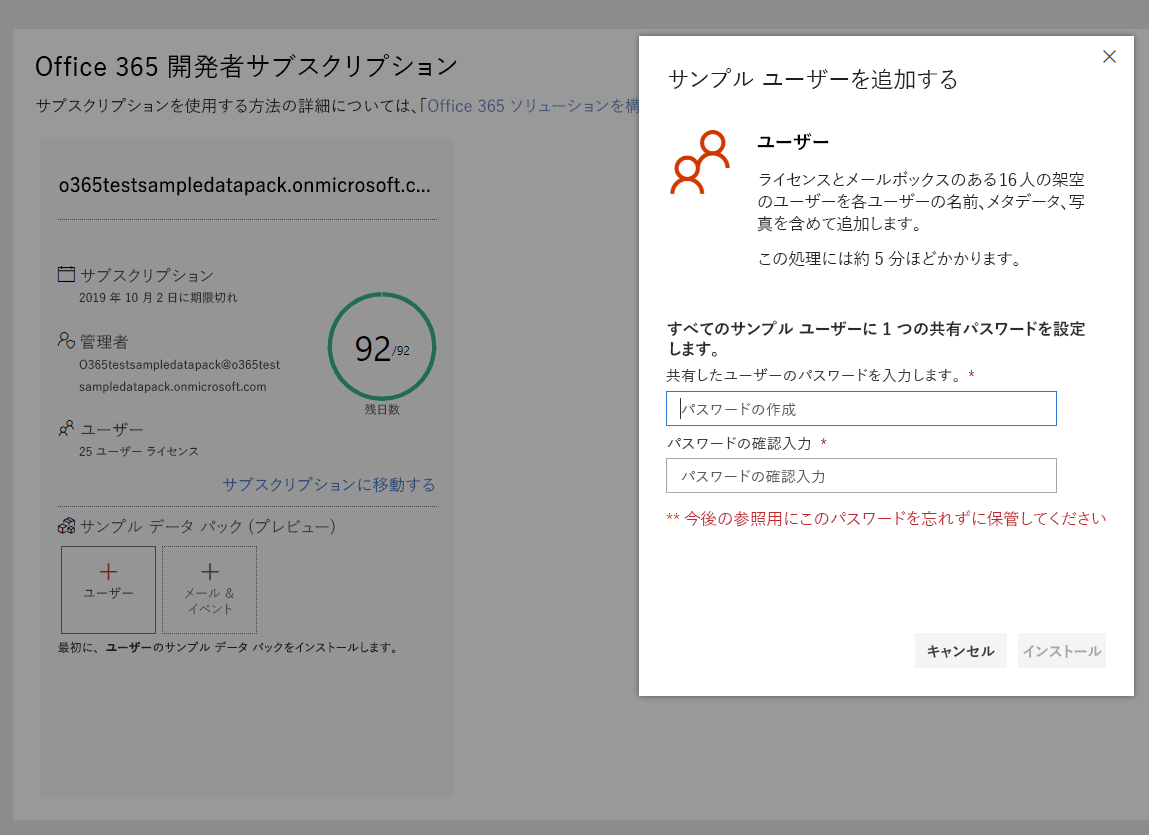 Office 365 開発者サブスクリプション
サブスクリプションを使用する方法の詳細については、「Office 365 ソリューションを構
o365testsampledatapack.onmicrosoft.c...
サブスクリプション
2019 年 10 月 2 日に期限切れ
管理者
O365testsampledatapack@o365test
sampledatapack.onmicrosoft.com
92/92
残日数
ユーザー
25 ユーザー ライセンス
サブスクリプションに移動する
サンプル データ パック (プレビュー)
ユーザー
メール &
イベント
最初に、ユーザーのサンプル データ パックをインストールします。
サンプル ユーザーを追加する
ユーザー
ライセンスとメールボックスのある16 人の架空
のユーザーを各ユーザーの名前、メタデータ、写
真を含めて追加します。
この処理には約 5 分ほどかかります。
すべてのサンプル ユーザーに 1 つの共有パスワードを設定
します。
共有したユーザーのパスワードを入力します。 *
パスワードの作成
パスワードの確認入力 *
パスワードの確認入力
** 今後の参照用にこのパスワードを忘れずに保管してください
キャンセル
インストール